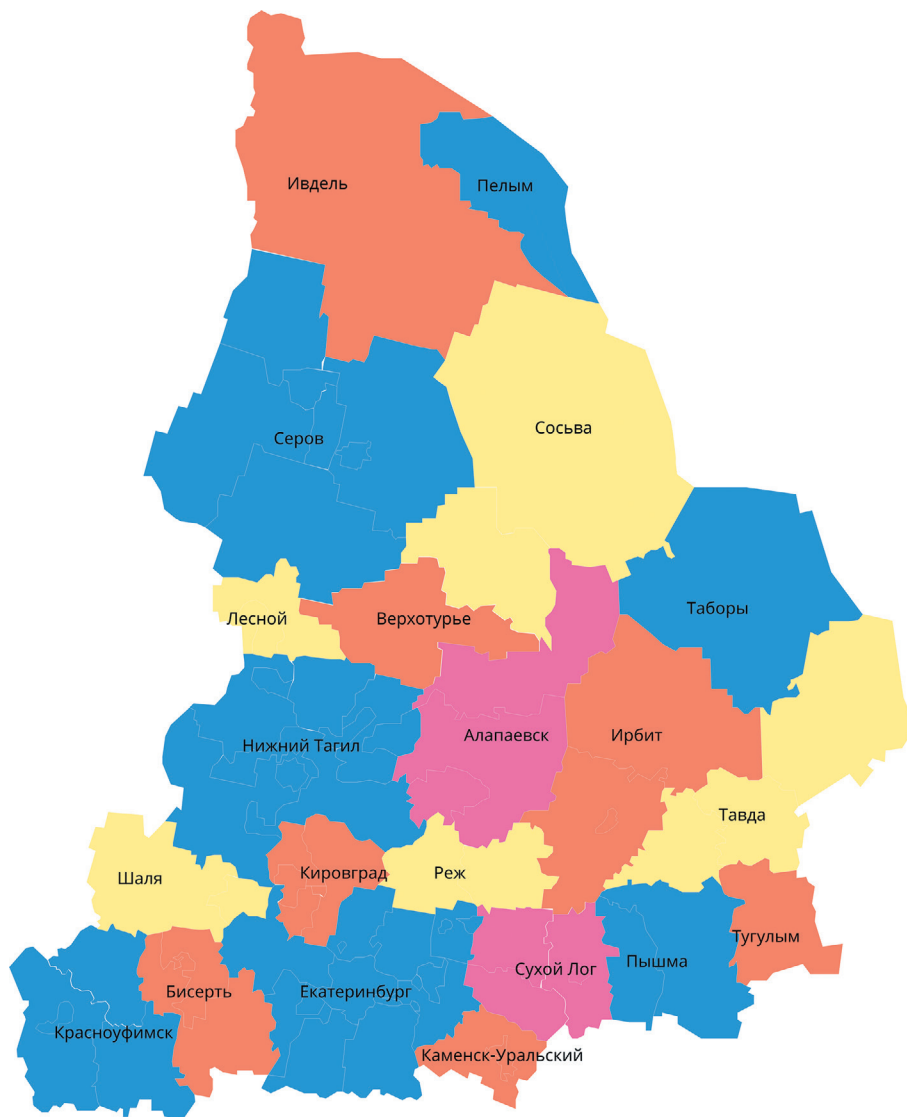 Ивдель
Пелым
Сосьва
Серов
Таборы
Лесной
Верхотурье
Алапаевск
Ирбит
Нижний Тагил
Тавда
Шаля
Кировград
Реж
Тугулым
Пышма
Сухой Лог
Бисерть
Екатеринбург
Красноуфимск
Каменск-Уральский